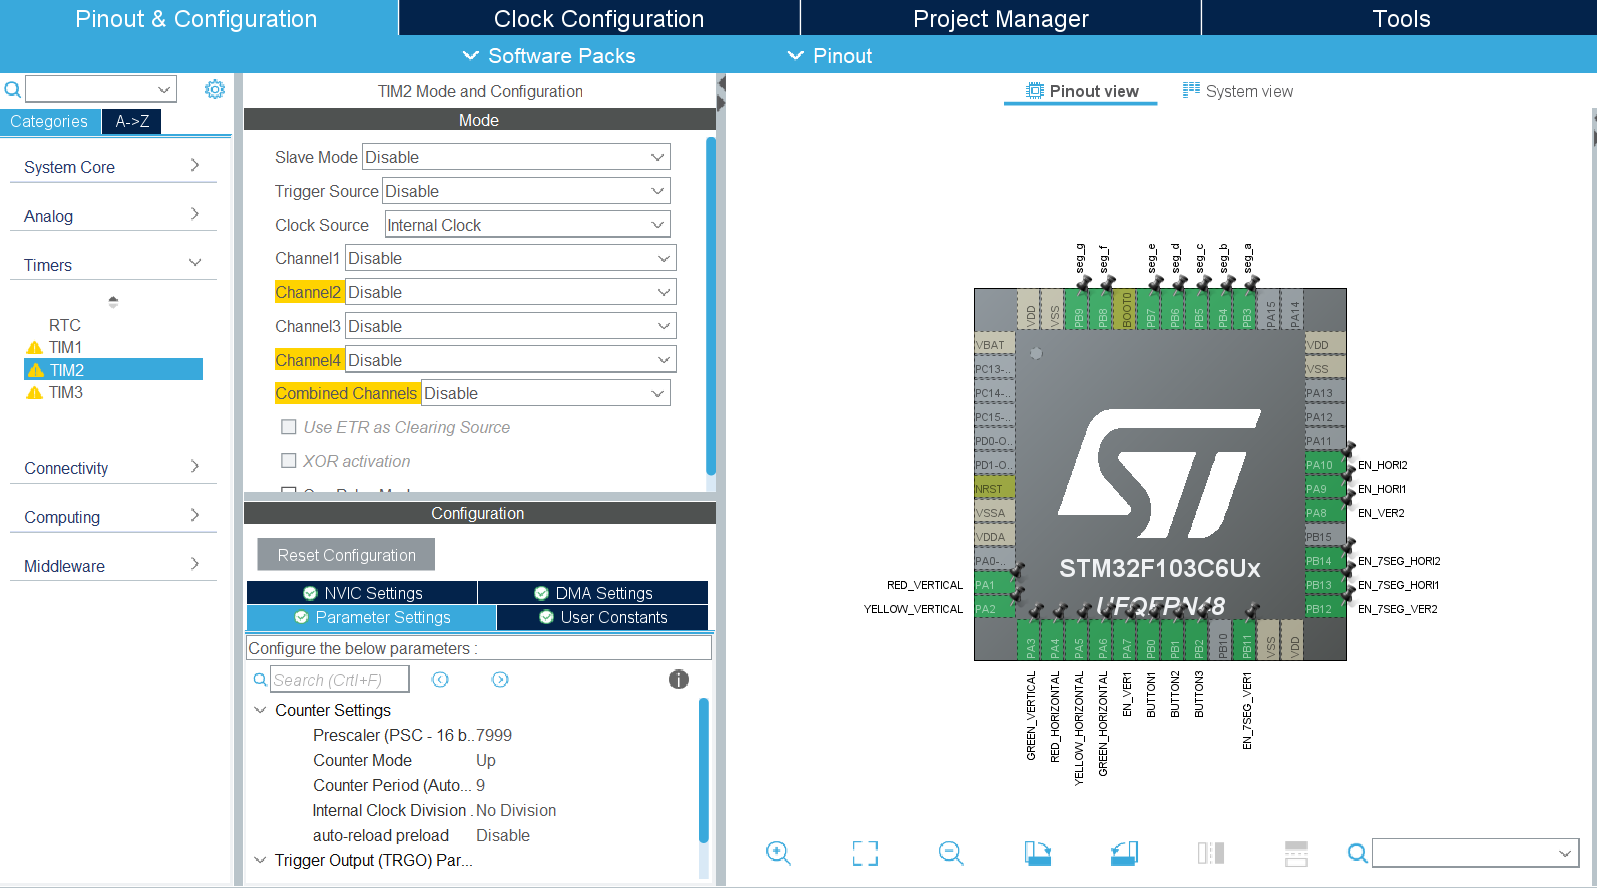 Pinout & Configuration
Clock Configuration
Project Manager
Tools
Software Packs
Pinout
Categories
A->Z
System Core
Analog
Timers
RTC
TIM1
TIM2
TIM3
Connectivity
Computing
Middleware
TIM2 Mode and Configuration
Mode
Slave Mode Disable
Trigger Source Disable
Clock Source Internal Clock
Channel1 Disable
Channel2 Disable
Channel3 Disable
Channel4 Disable
Combined Channels Disable
Use ETR as Clearing Source
XOR activation
Configuration
Reset Configuration
NVIC Settings
DMA Settings
Parameter Settings
User Constants
Configure the below parameters :
Search (Crtl+F)
Counter Settings
Prescaler (PSC - 16 b.. 7999
Counter Mode Up
Counter Period (Auto... 9
Internal Clock Division . No Division
auto-reload preload Disable
Trigger Output (TRGO) Par...
Pinout view
System view
seg_g
seg_f
seg_e
seg_d
seg_c
seg_b
seg_a
VDD
VSS
PB9
PB8
BOOT0
PB7
PB6
PB5
PB4
PB3
PA15
PA14
VBAT
PC13-..
PC14-..
PC15-..
PD0-O..
PD1-O..
NRST
VSSA
VDDA
PA0-..
RED_VERTICAL PA1
YELLOW_VERTICAL PA2
VDD
VSS
PA13
PA12
PA11
PA10 EN_HORI2
PA9 EN_HORI1
PA8 EN_VER2
PB15
PB14 EN_7SEG_HORI2
PB13 EN_7SEG_HORI1
PB12 EN_7SEG_VER2
ST
STM32F103C6Ux
UFQFPN48
PA3
PA4
PA5
PA6
PA7
PB0
PB1
PB2
PB10
PB11
VSS
VDD
GREEN_VERTICAL
RED_HORIZONTAL
YELLOW_HORIZONTAL
GREEN_HORIZONTAL
EN_VER1
BUTTON1
BUTTON2
BUTTON3
EN_7SEG_VER1